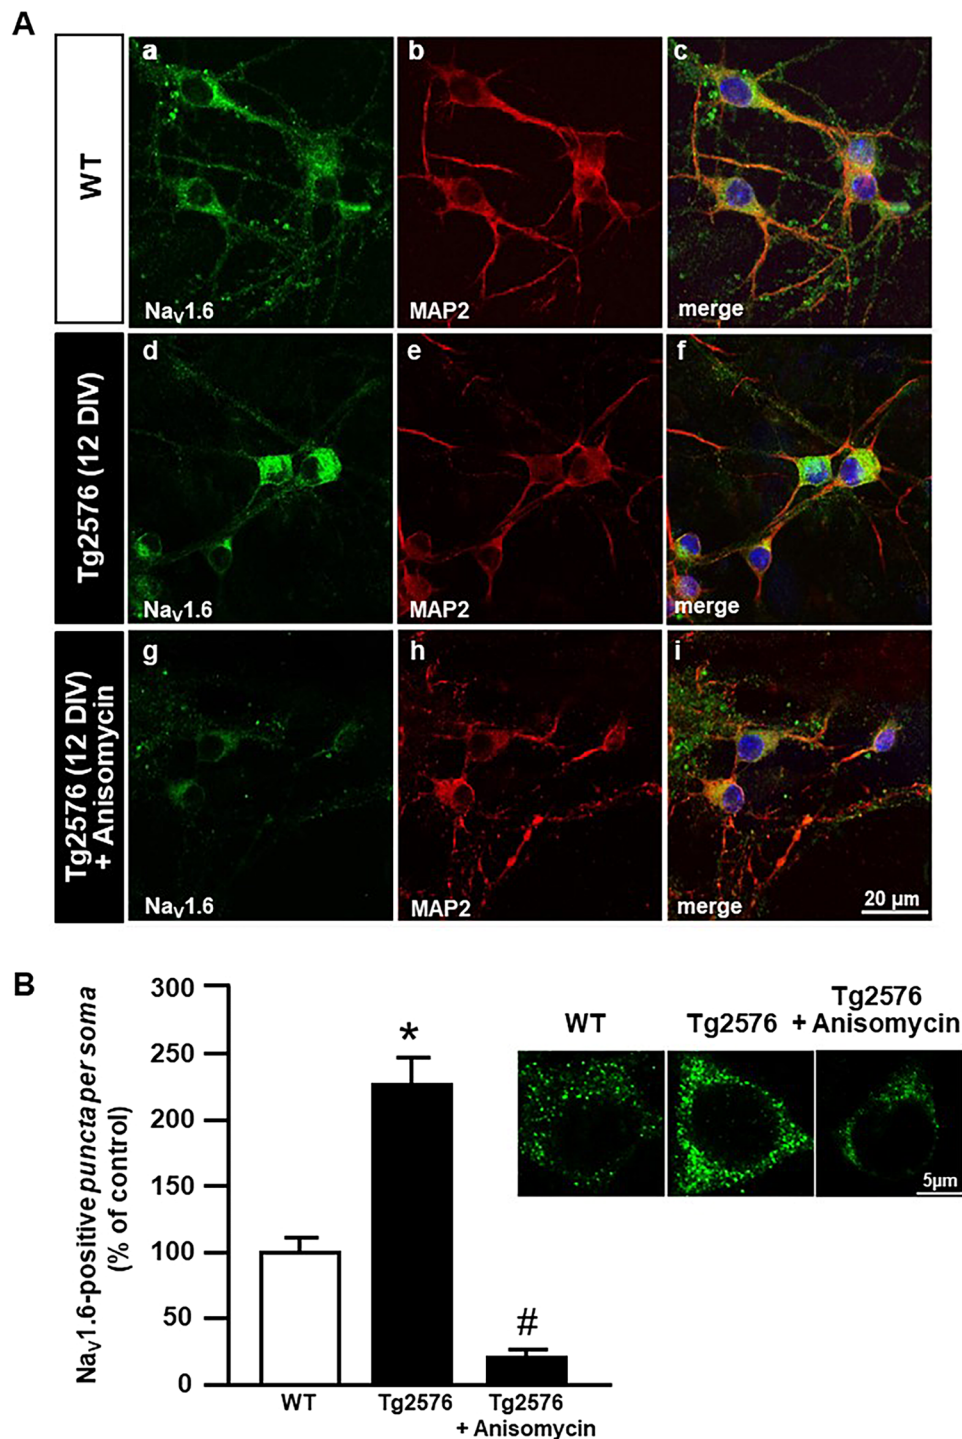 A
WT
a
b
c
NaV1.6
MAP2
merge
Tg2576 (12 DIV)
d
e
f
NaV1.6
MAP2
merge
Tg2576 (12 DIV)
+ Anisomycin
g
h
i
NaV1.6
MAP2
merge
20 µm
B
NaV1.6-positive puncta per soma
(% of control)
300
250
200
150
100
50
0
*
#
WT
Tg2576
Tg2576
+ Anisomycin
WT
Tg2576
Tg2576
+ Anisomycin
5µm